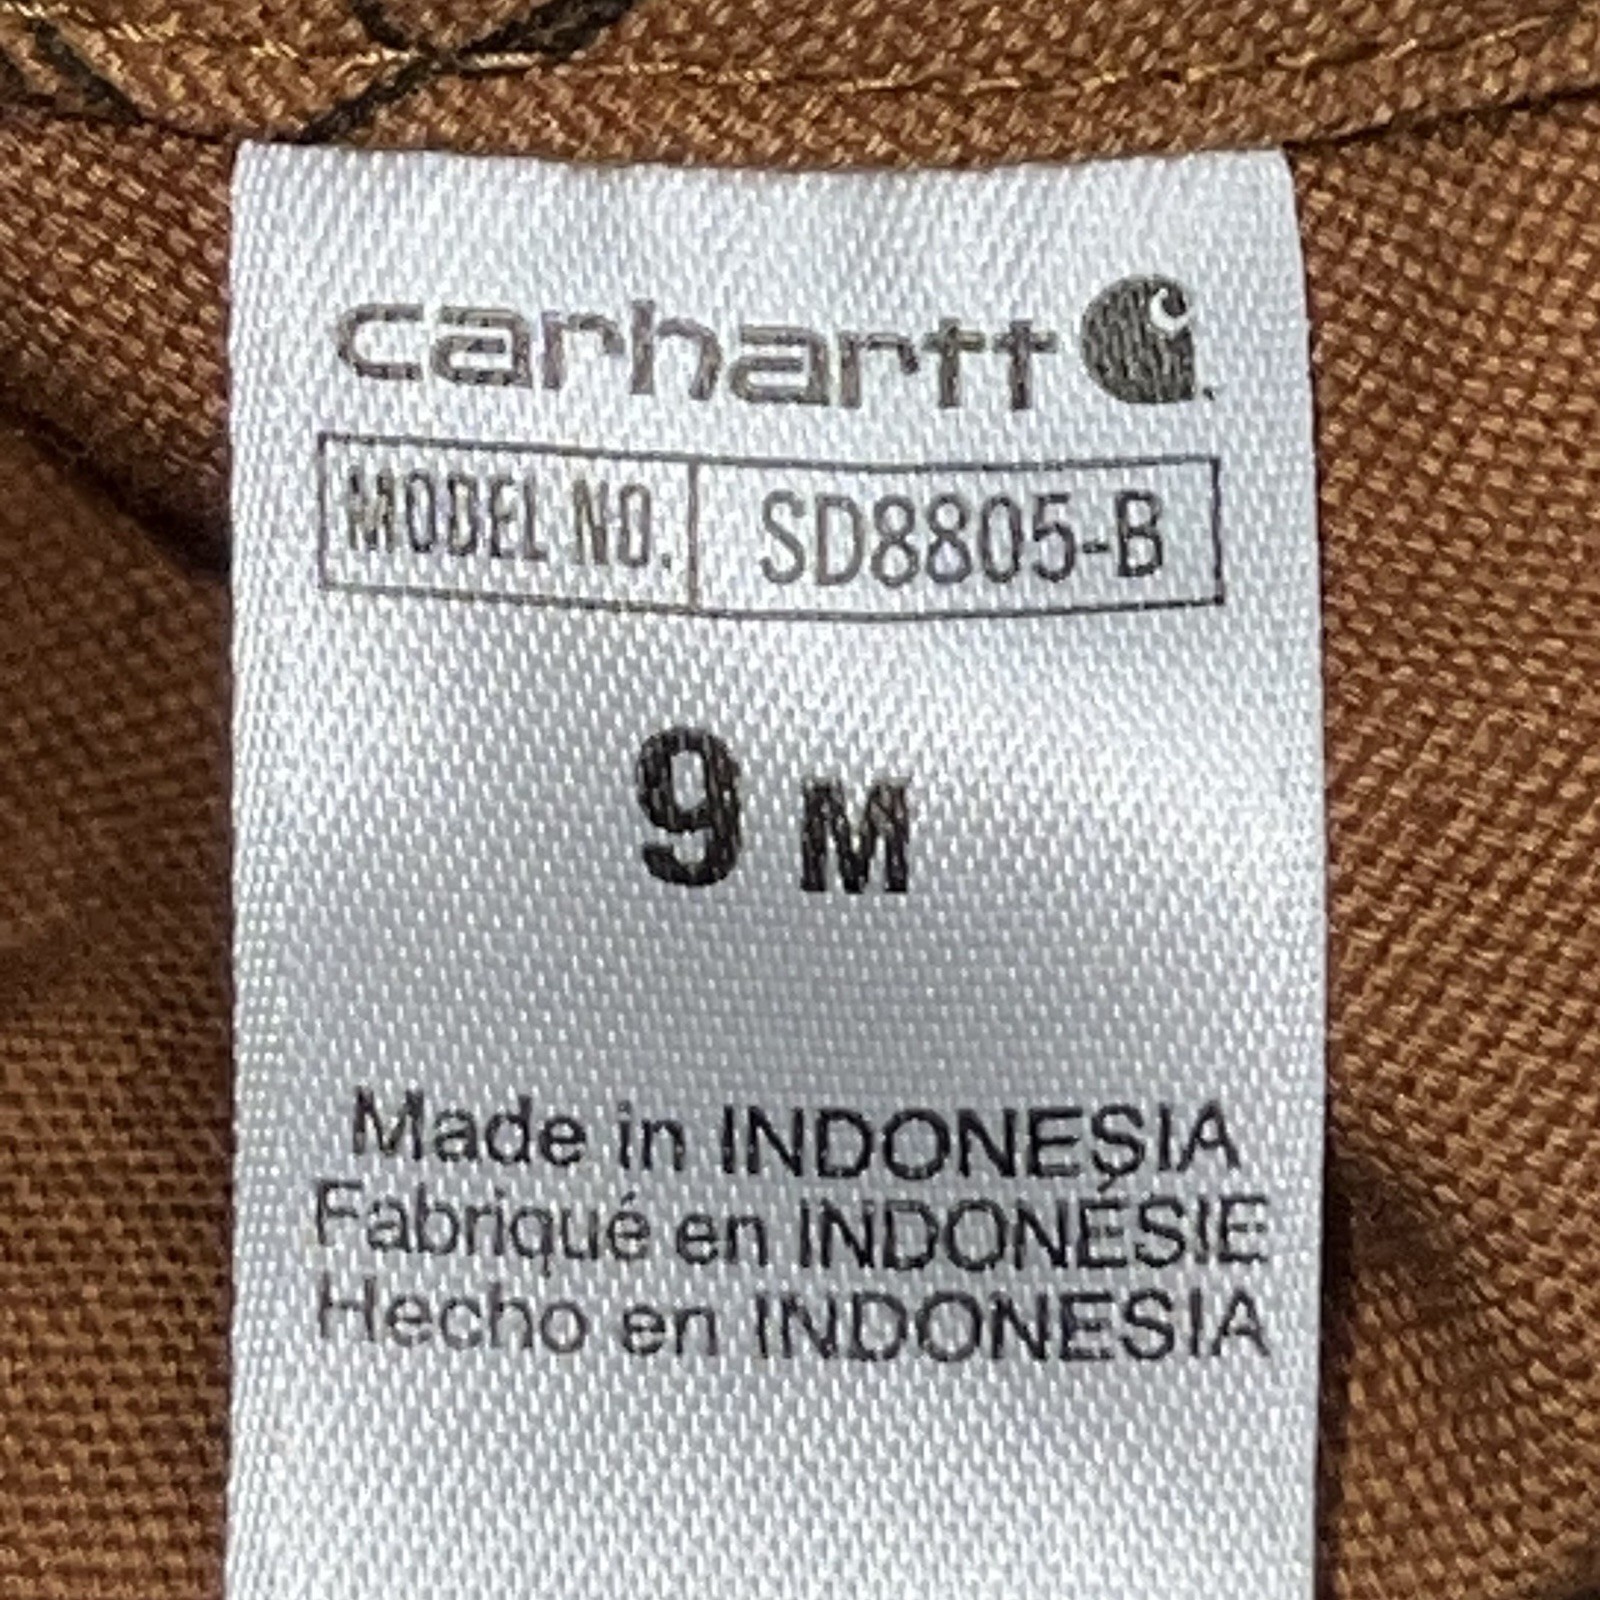 carhartt
MODEL NO. SD8805-B
9 M
Made in INDONESIA
Fabriqué en INDONÉSIE
Hecho en INDONESIA